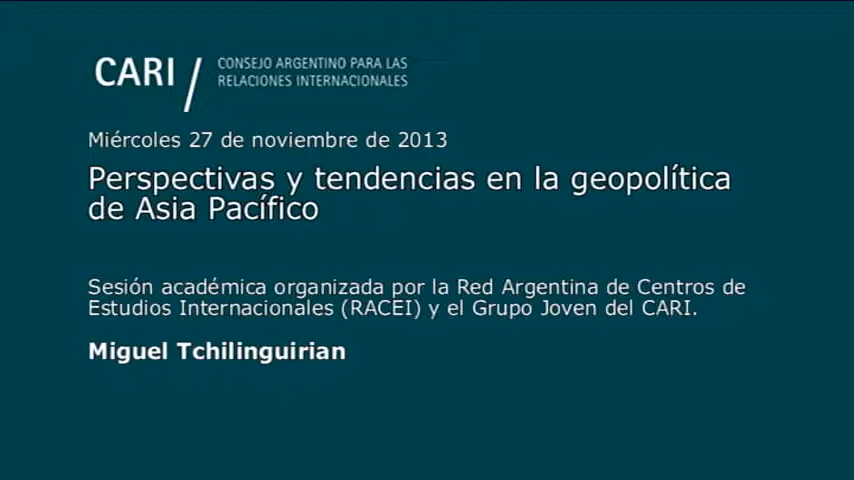 CARI / CONSEJO ARGENTINO PARA LAS
RELACIONES INTERNACIONALES
Miércoles 27 de noviembre de 2013
Perspectivas y tendencias en la geopolítica
de Asia Pacífico
Sesión académica organizada por la Red Argentina de Centros de
Estudios Internacionales (RACEI) y el Grupo Joven del CARI.
Miguel Tchilinguirian